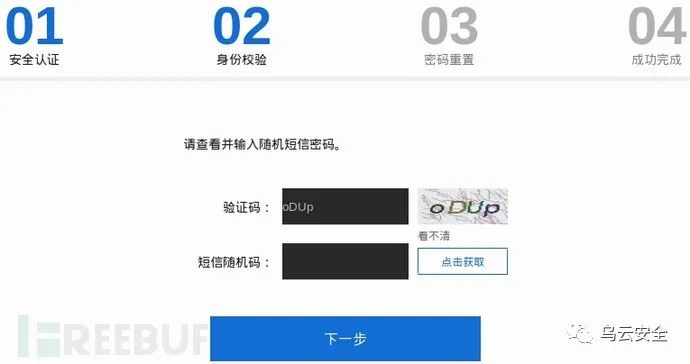 01 02 03 04
安全认证 身份校验 密码重置 成功完成
请查看并输入随机短信密码。
验证码： oDUp oDUp
看不清
短信随机码： 点击获取
下一步
FREEBUF 乌云安全